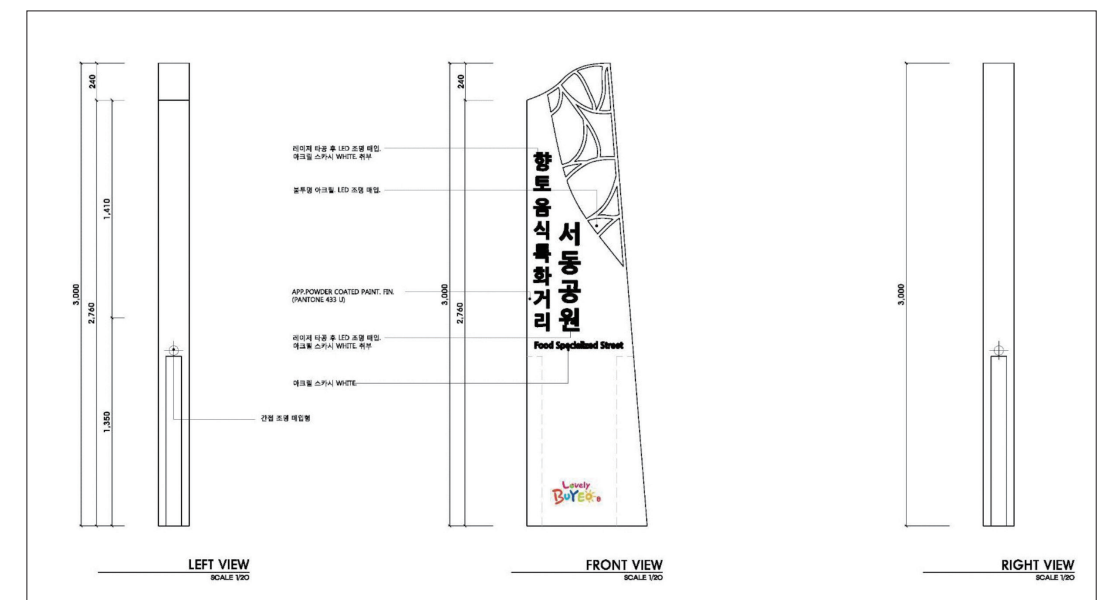 240
1,410
3,000
2,760
1,350
간접 조명 매입형
LEFT VIEW
SCALE 1/20
레이져 타공 후 LED 조명 매입.
아크릴 스카시 WHITE. 취부
불투명 아크릴. LED 조명 매입.
APP.POWDER COATED PAINT. FIN.
(PANTONE 433 U)
레이져 타공 후 LED 조명 매입.
아크릴 스카시 WHITE. 취부
아크릴 스카시 WHITE.
240
3,000
2,760
향토음식특화거리
서동공원
Food Specialized Street
Lovely
BUYEO
FRONT VIEW
SCALE 1/20
3,000
RIGHT VIEW
SCALE 1/20